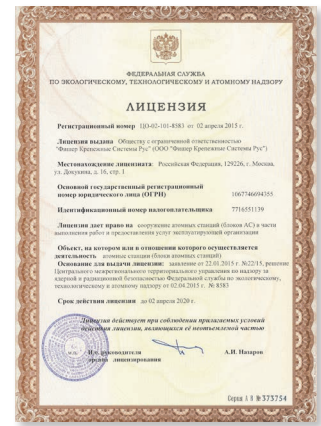 ФЕДЕРАЛЬНАЯ СЛУЖБА
ПО ЭКОЛОГИЧЕСКОМУ, ТЕХНОЛОГИЧЕСКОМУ И АТОМНОМУ НАДЗОРУ
ЛИЦЕНЗИЯ
Регистрационный номер ЦО-02-101-8583 от 02 апреля 2015 г.
Лицензия выдана Обществу с ограниченной ответственностью
"Фишер Крепежные Системы Рус" (ООО "Фишер Крепежные Системы Рус")
Местонахождение лицензиата: Российская Федерация, 129226, г. Москва,
ул. Докукина, д. 16, стр. 1
Основной государственный регистрационный
номер юридического лица (ОГРН) 1067746694355
Идентификационный номер налогоплательщика 7716551139
Лицензия дает право на сооружение атомных станций (блоков АС) в части
выполнения работ и предоставления услуг эксплуатирующей организации
Объект, на котором или в отношении которого осуществляется
деятельность атомные станции (блоки атомных станций)
Основание для выдачи лицензии: заявление от 22.01.2015 г. №22/15, решение
Центрального межрегионального территориального управления по надзору за
ядерной и радиационной безопасностью Федеральной службы по экологическому,
технологическому и атомному надзору от 02.04.2015 г. № 8583
Срок действия лицензии до 02 апреля 2020 г.
Лицензия действует при соблюдении прилагаемых условий
действия лицензии, являющихся её неотъемлемой частью
И.о. руководителя
органа лицензирования
А.И. Назаров
Серия А В №373754